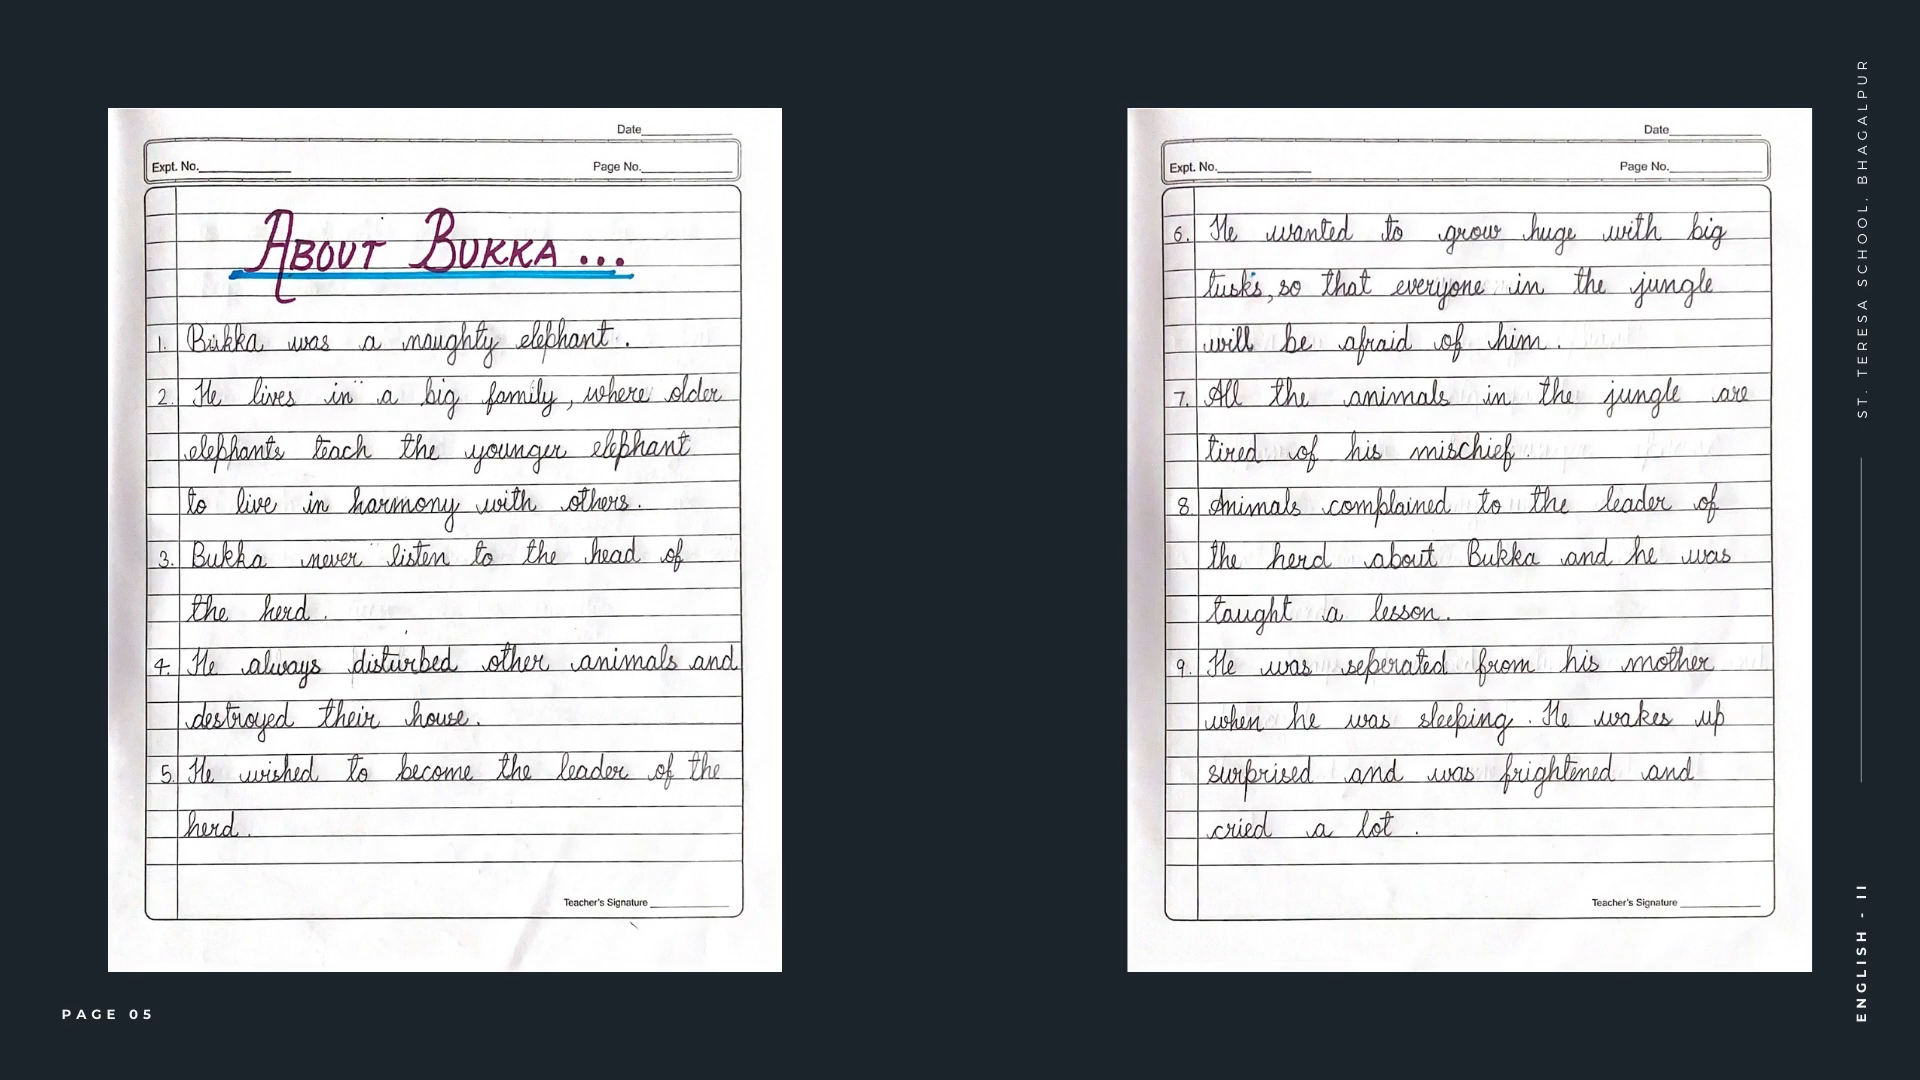 Date
Expt. No.
Page No.
ABOUT BUKKA ...
1. Bukka was a naughty elephant.
2. He lives in a big family, where older
elephants teach the younger elephant
to live in harmony with others.
3. Bukka never listen to the head of
the herd.
4. He always disturbed other animals and
destroyed their house.
5. He wished to become the leader of the
herd.
Teacher's Signature
Date
Expt. No.
Page No.
6. He wanted to grow huge with big
tusks, so that everyone in the jungle
will be afraid of him.
7. All the animals in the jungle are
tired of his mischief.
8. Animals complained to the leader of
the herd about Bukka and he was
taught a lesson.
9. He was seperated from his mother
when he was sleeping. He wakes up
surprised and was frightened and
cried a lot.
Teacher's Signature
ST. TERESA SCHOOL, BHAGALPUR
ENGLISH - II
PAGE 05